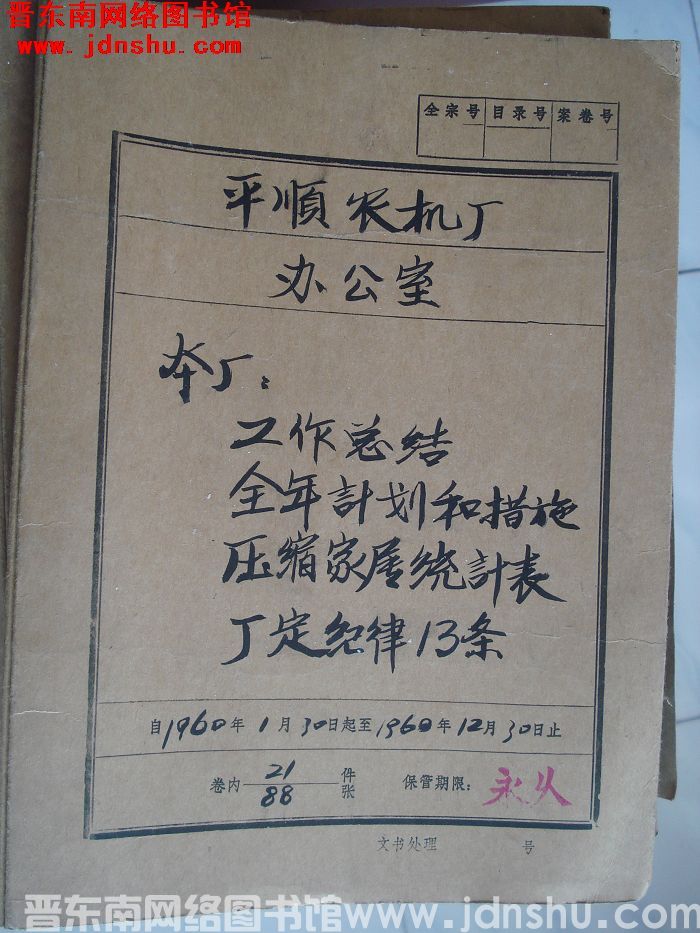 晋东南网络图书馆
www.jdnshu.com
全宗号 目录号 案卷号
平順农机厂
办公室
本厂：
工作总结
全年計划和措施
压缩家属统計表
厂定紀律13条
自1960年1月30日起至1960年12月30日止
卷内 21 件 88 张 保管期限：永久
文书处理 号
晋东南网络图书馆www.jdnshu.com